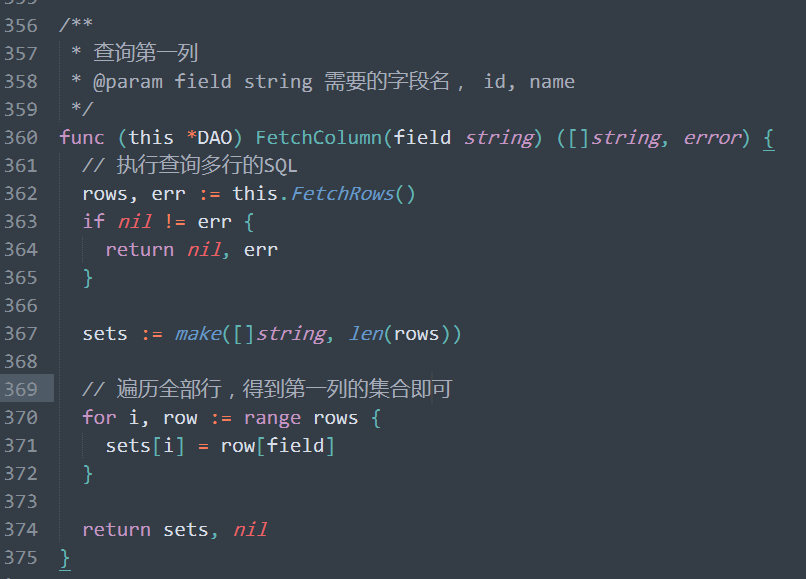 356 /**
357  * 查询第一列
358  * @param field string 需要的字段名， id, name
359  */
360 func (this *DAO) FetchColumn(field string) ([]string, error) {
361   // 执行查询多行的SQL
362   rows, err := this.FetchRows()
363   if nil != err {
364     return nil, err
365   }
366
367   sets := make([]string, len(rows))
368
369   // 遍历全部行，得到第一列的集合即可
370   for i, row := range rows {
371     sets[i] = row[field]
372   }
373
374   return sets, nil
375 }